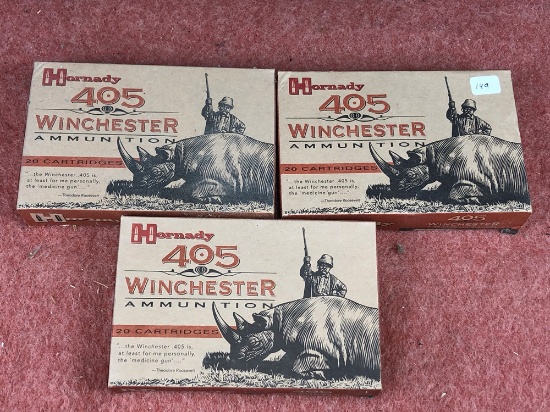 Hornady
405
WINCHESTER
AMMUNITION
20 CARTRIDGES
"...the Winchester .405 is,
at least for me personally,
the 'medicine gun'....."
—Theodore Roosevelt
Hornady
Hornady
405
WINCHESTER
AMMUNITION
20 CARTRIDGES
"...the Winchester .405 is,
at least for me personally,
the 'medicine gun'....."
—Theodore Roosevelt
405
WINCHESTER
Hornady
405
WINCHESTER
AMMUNITION
20 CARTRIDGES
"...the Winchester .405 is,
at least for me personally,
the 'medicine gun'....."
—Theodore Roosevelt